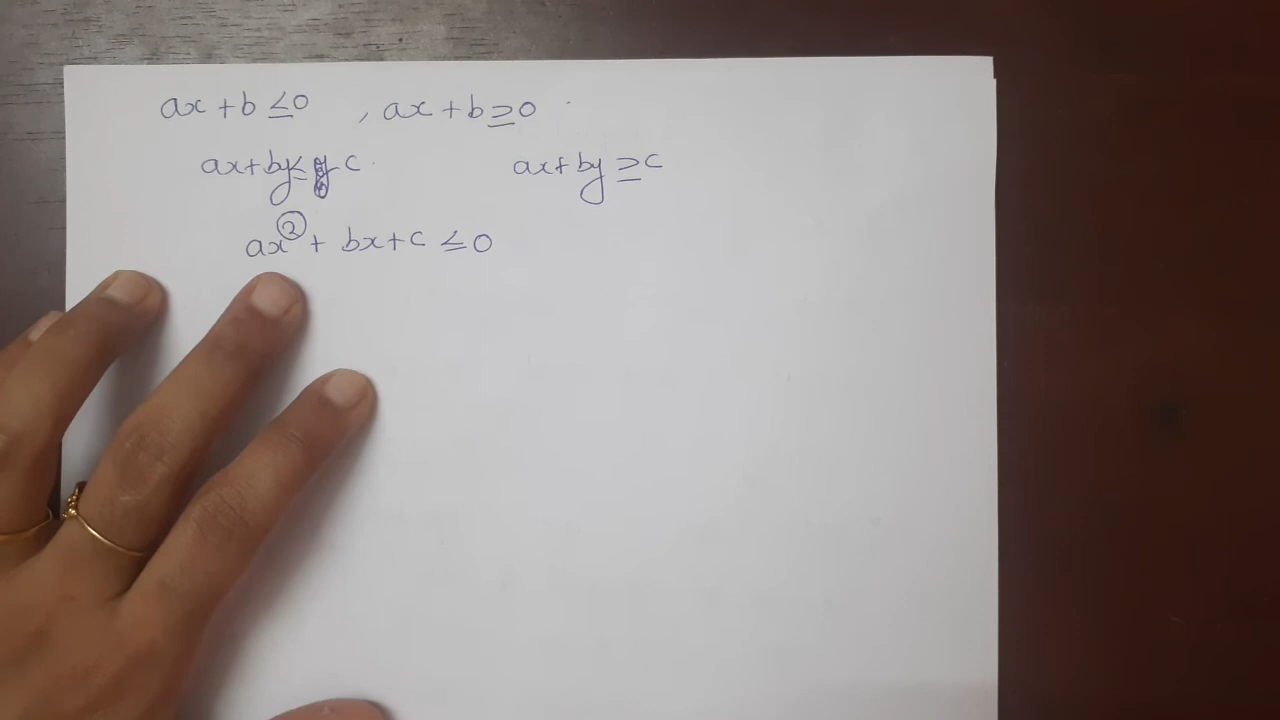 ax + b ≤ 0 , ax + b ≥ 0
ax + by ≤ c ax + by ≥ c
ax² + bx + c ≤ 0